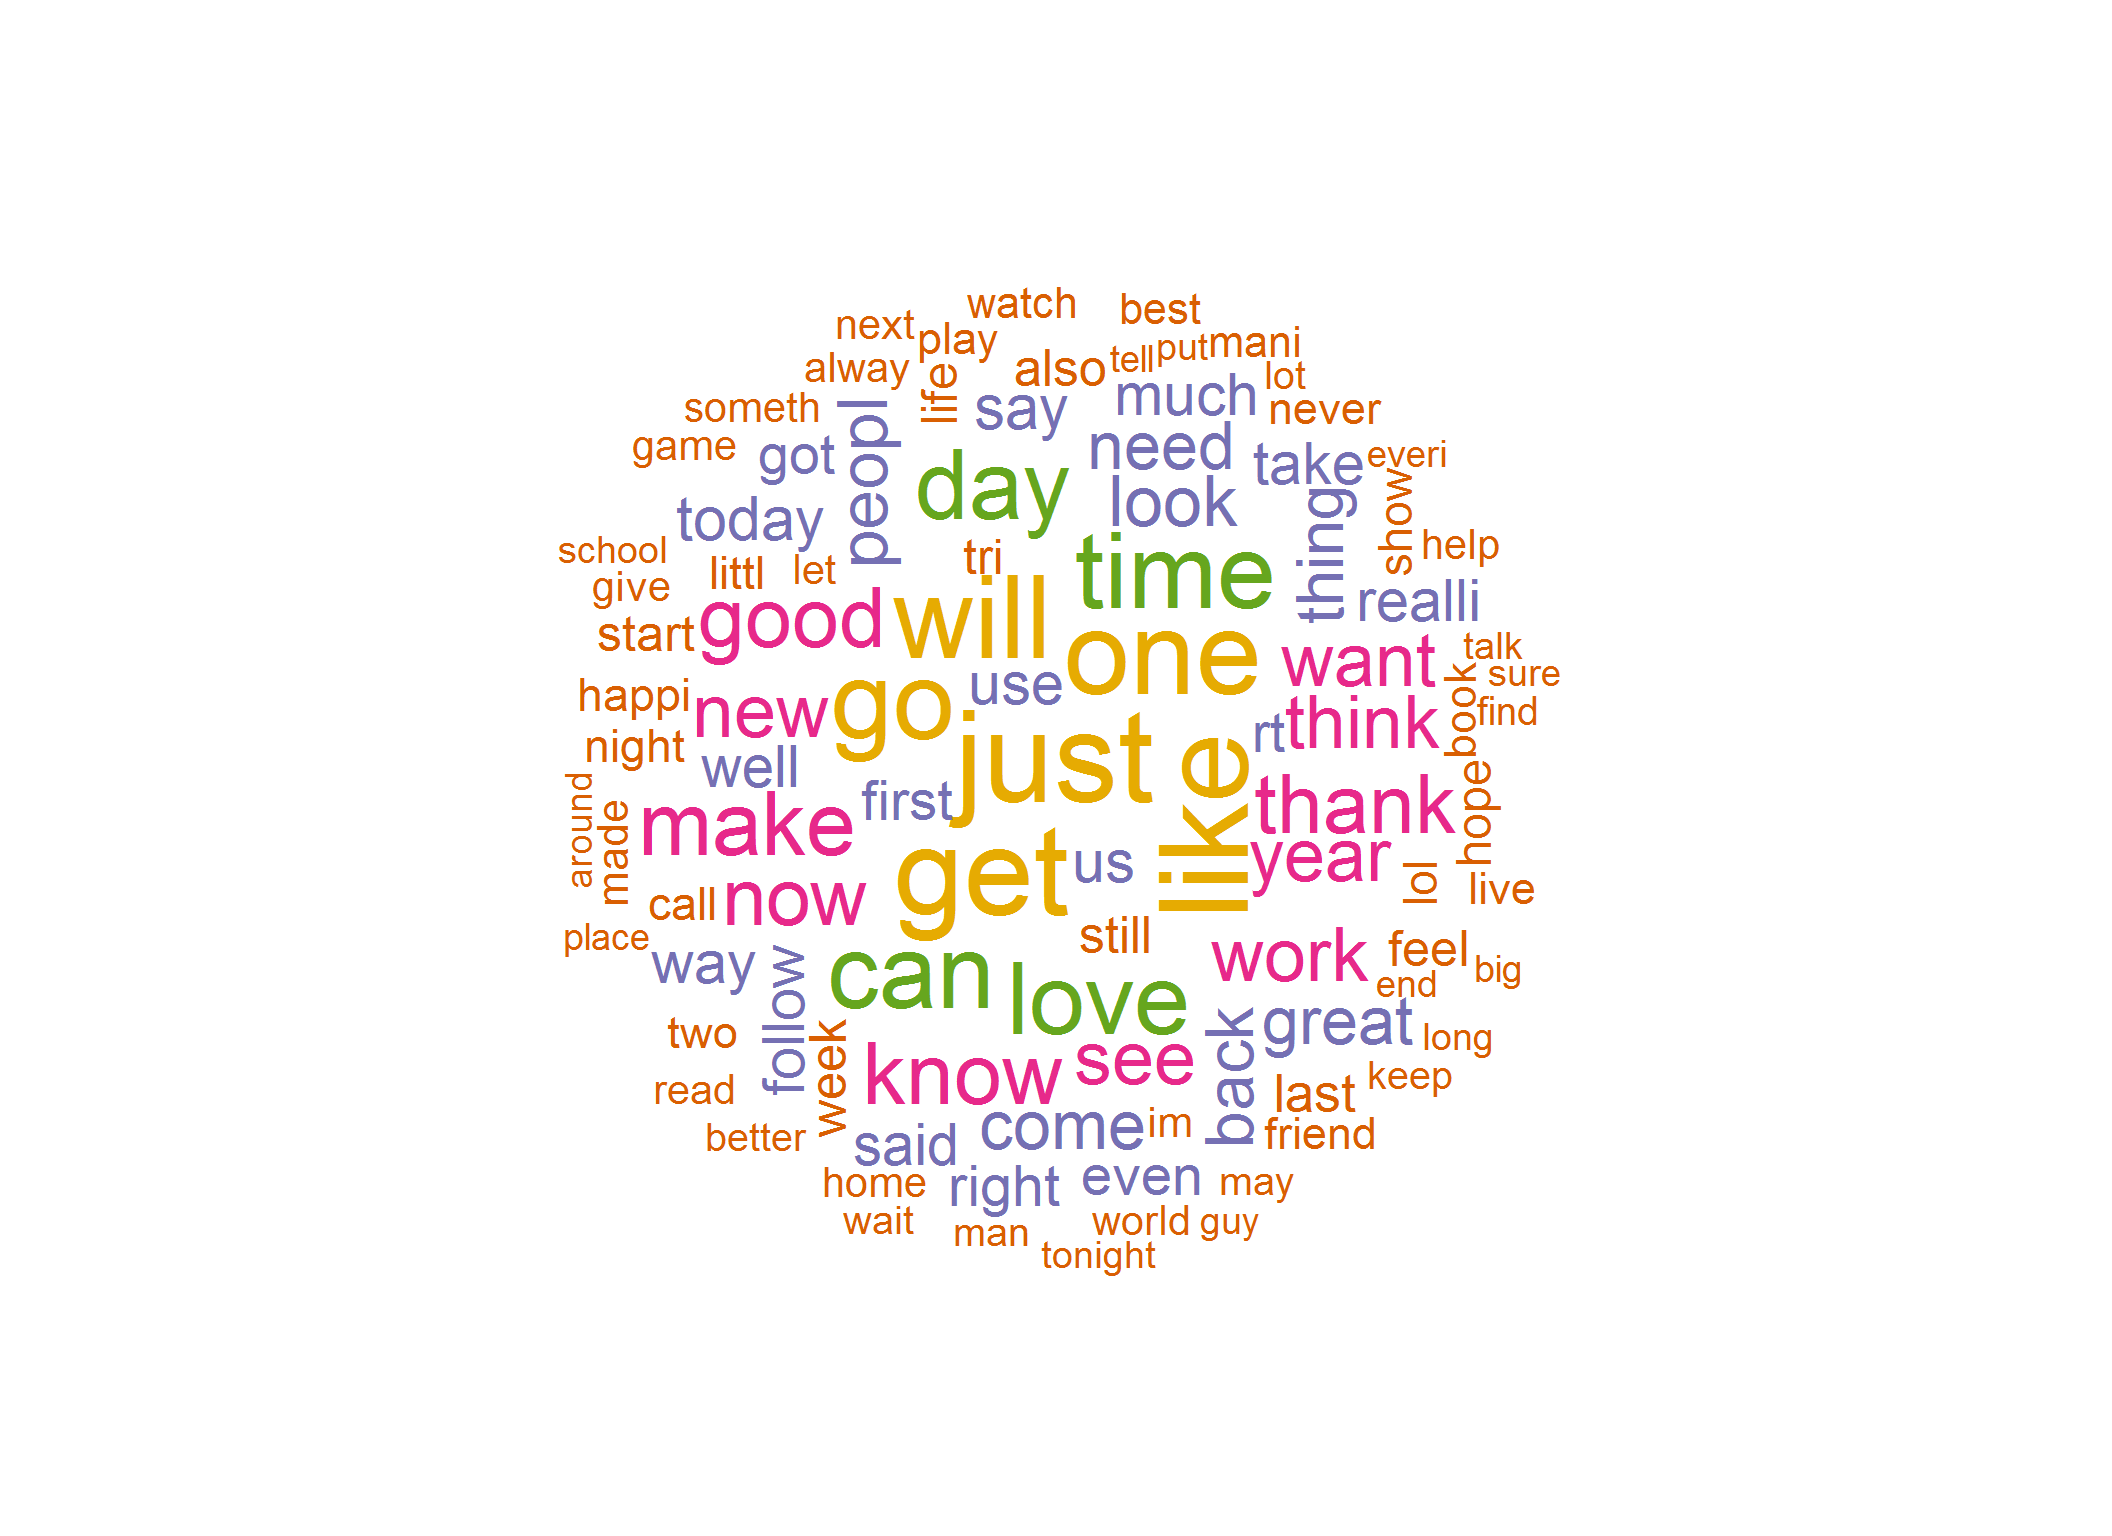 watch
best
next
play
put
mani
alway
also
tell
lot
life
someth
say
much
never
game
got
peopl
need
take
everi
day
look
today
thing
show
school
littl
let
tri
time
help
give
good
will
realli
start
one
want
talk
happi
new
go
use
think
book
sure
night
well
just
rt
find
around
made
make
first
like
thank
hope
call
now
get
us
year
lol
live
place
way
can
still
work
feel
big
follow
love
end
two
week
know
see
back
great
long
read
come
im
last
keep
better
said
friend
home
right
even
may
wait
man
world
guy
tonight